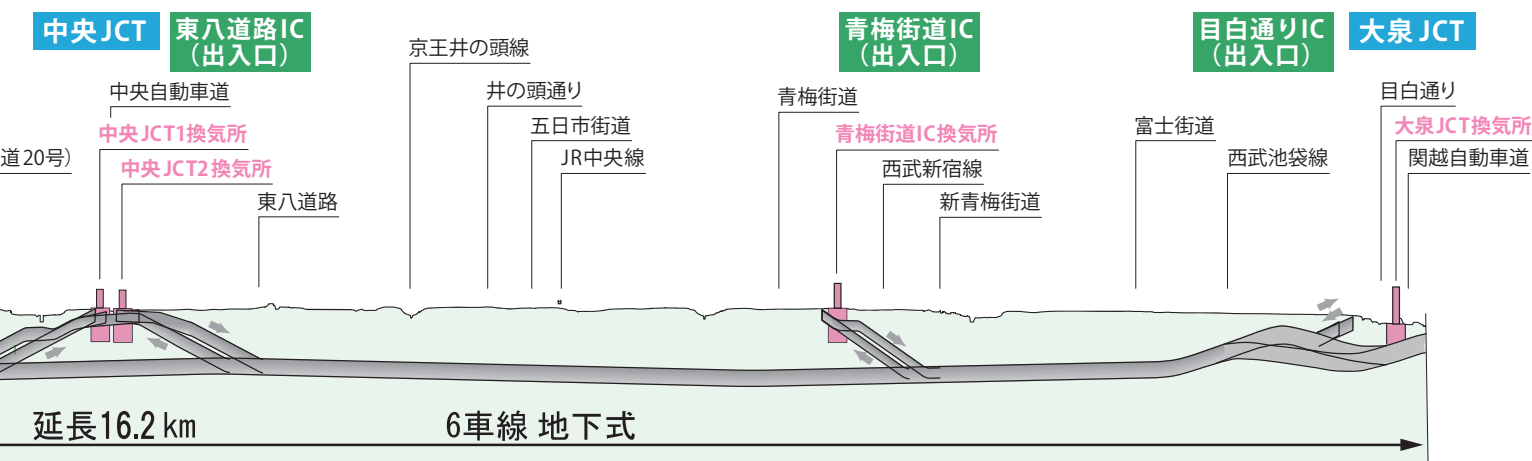 中央JCT
東八道路IC
(出入口)
青梅街道IC
(出入口)
目白通りIC
(出入口)
大泉JCT
京王井の頭線
中央自動車道
井の頭通り
青梅街道
目白通り
中央JCT1換気所
五日市街道
青梅街道IC換気所
富士街道
大泉JCT換気所
道20号)
中央JCT2換気所
JR中央線
西武新宿線
西武池袋線
関越自動車道
東八道路
新青梅街道
延長16.2km
6車線 地下式